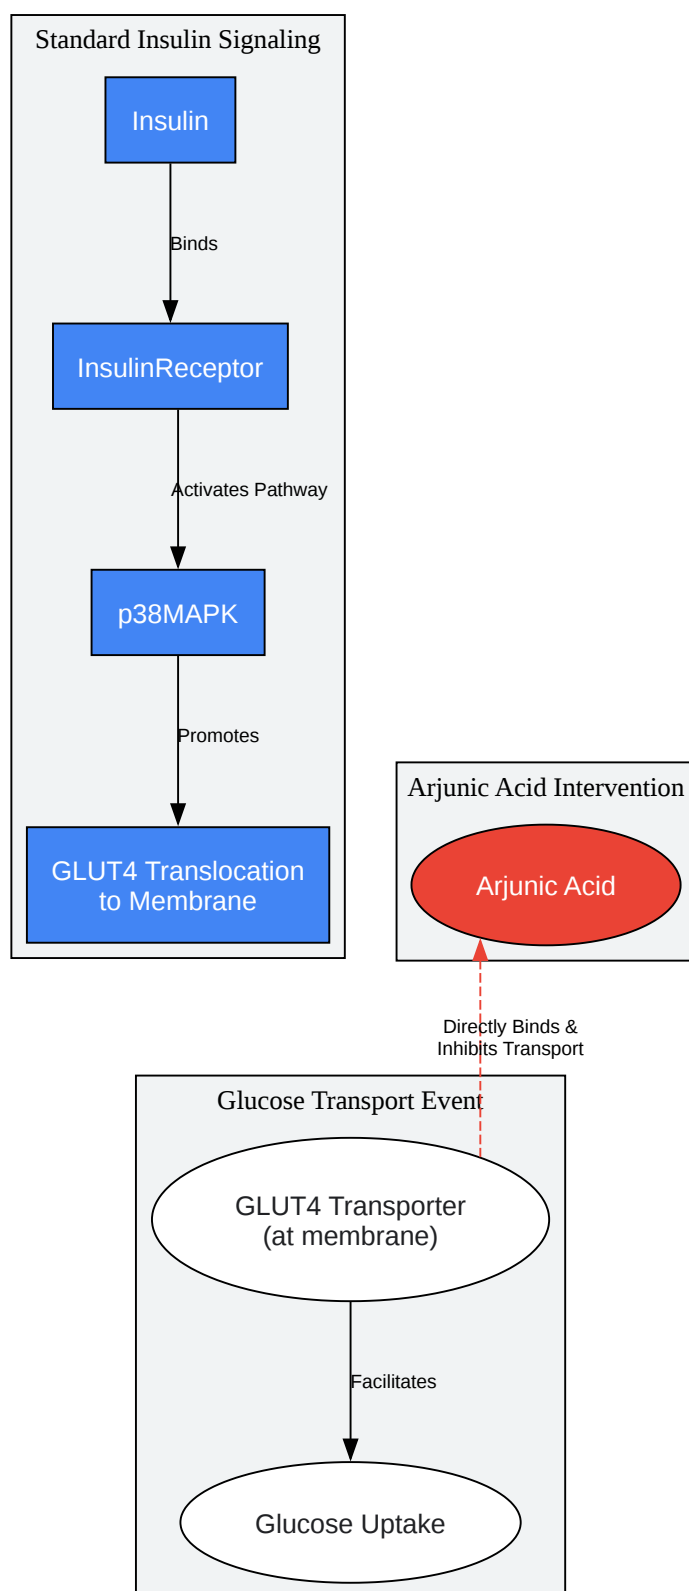 Standard Insulin Signaling
Insulin
Binds
InsulinReceptor
Activates Pathway
p38MAPK
Promotes
GLUT4 Translocation
to Membrane
Arjunic Acid Intervention
Arjunic Acid
Directly Binds &
Inhibits Transport
Glucose Transport Event
GLUT4 Transporter
(at membrane)
Facilitates
Glucose Uptake